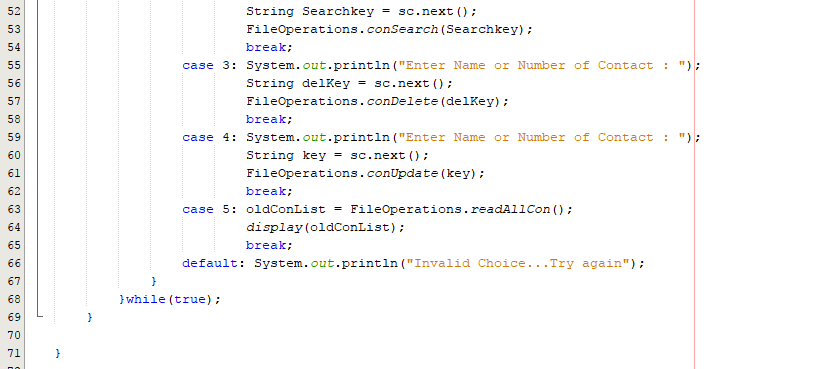 52 String Searchkey = sc.next();
53 FileOperations.conSearch(Searchkey);
54 break;
55 case 3: System.out.println("Enter Name or Number of Contact : ");
56 String delKey = sc.next();
57 FileOperations.conDelete(delKey);
58 break;
59 case 4: System.out.println("Enter Name or Number of Contact : ");
60 String key = sc.next();
61 FileOperations.conUpdate(key);
62 break;
63 case 5: oldConList = FileOperations.readAllCon();
64 display(oldConList);
65 break;
66 default: System.out.println("Invalid Choice...Try again");
67 }
68 }while(true);
69 }
70
71 }